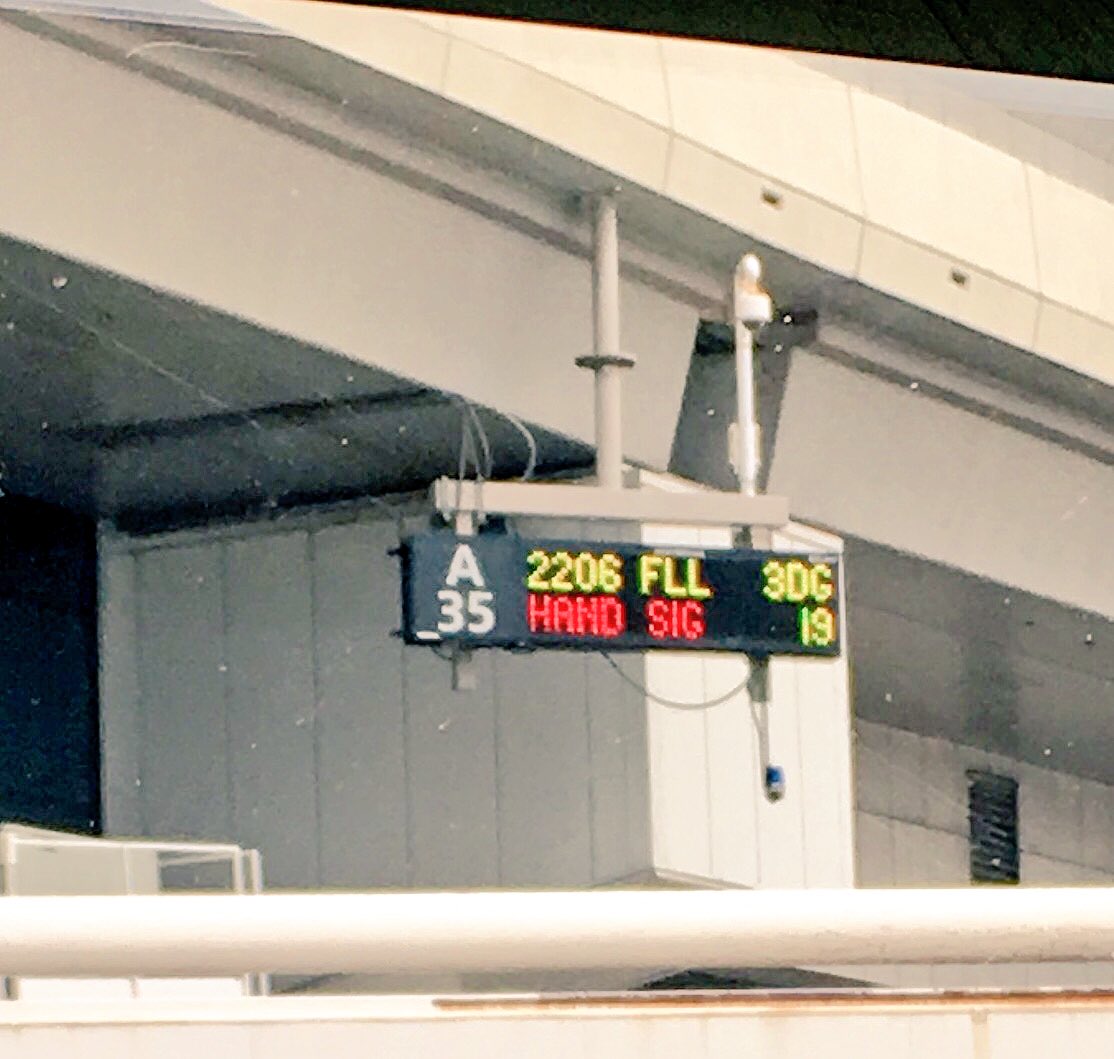 A
35
2206 FLL 3DG
HAND SIG 19